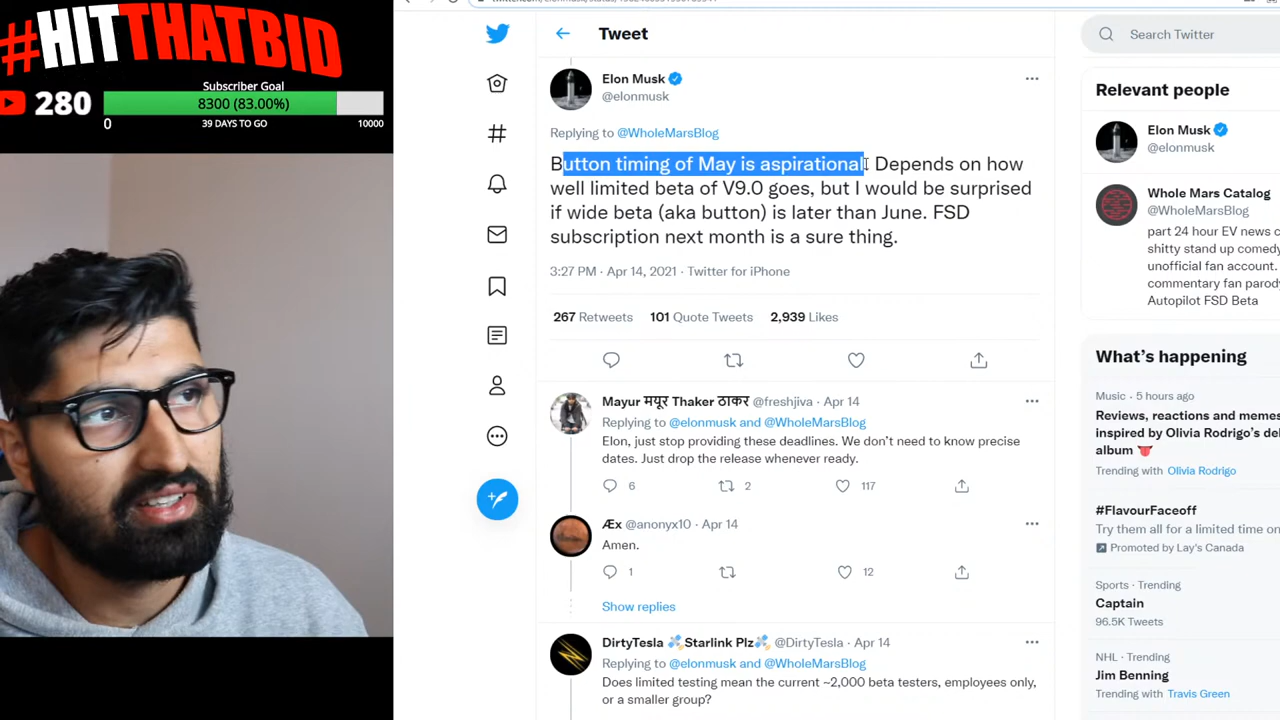 #HITTHATBID
Subscriber Goal
280
8300 (83.00%)
0
39 DAYS TO GO
10000
Tweet
Elon Musk
@elonmusk
Replying to @WholeMarsBlog
Button timing of May is aspirational. Depends on how
well limited beta of V9.0 goes, but I would be surprised
if wide beta (aka button) is later than June. FSD
subscription next month is a sure thing.
3:27 PM · Apr 14, 2021 · Twitter for iPhone
267 Retweets 101 Quote Tweets 2,939 Likes
Mayur मयूर Thaker ठाकर @freshjiva · Apr 14
Replying to @elonmusk and @WholeMarsBlog
Elon, just stop providing these deadlines. We don't need to know precise
dates. Just drop the release whenever ready.
6 2 117
Æx @anonyx10 · Apr 14
Amen.
1 12
Show replies
DirtyTesla Starlink Plz @DirtyTesla · Apr 14
Replying to @elonmusk and @WholeMarsBlog
Does limited testing mean the current ~2,000 beta testers, employees only,
or a smaller group?
Search Twitter
Relevant people
Elon Musk
@elonmusk
Whole Mars Catalog
@WholeMarsBlog
part 24 hour EV news c
shitty stand up comedy
unofficial fan account.
commentary fan parody
Autopilot FSD Beta
What's happening
Music · 5 hours ago
Reviews, reactions and memes
inspired by Olivia Rodrigo's de
album
Trending with Olivia Rodrigo
#FlavourFaceoff
Try them all for a limited time on
Promoted by Lay's Canada
Sports · Trending
Captain
96.5K Tweets
NHL · Trending
Jim Benning
Trending with Travis Green